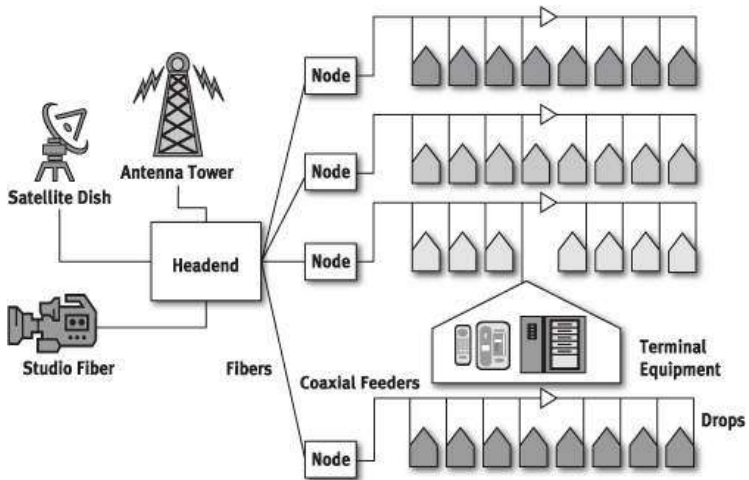 Node
Antenna Tower
Node
Satellite Dish
Headend
Node
Studio Fiber
Fibers
Coaxial Feeders
Terminal
Equipment
Drops
Node